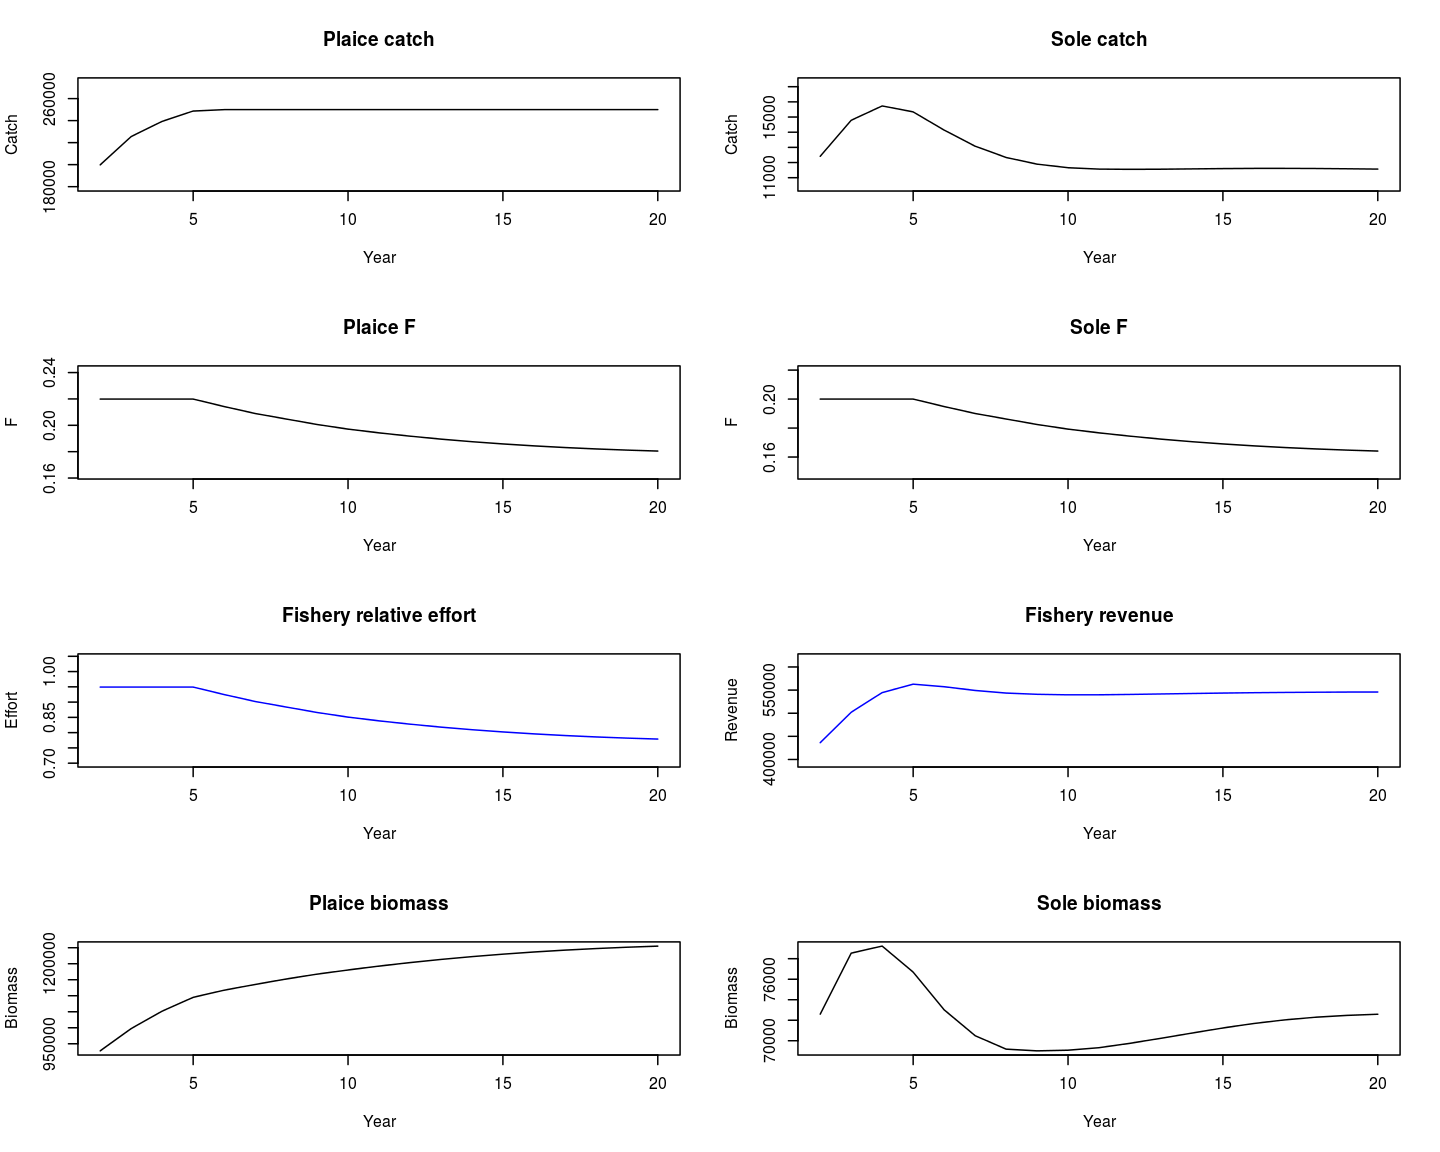 Plaice catch
Catch
180000 260000
5 10 15 20
Year
Sole catch
Catch
11000 15000
5 10 15 20
Year
Plaice F
F
0.16 0.20 0.24
5 10 15 20
Year
Sole F
F
0.16 0.20
5 10 15 20
Year
Fishery relative effort
Effort
0.70 0.85 1.00
5 10 15 20
Year
Fishery revenue
Revenue
400000 550000
5 10 15 20
Year
Plaice biomass
Biomass
950000 1200000
5 10 15 20
Year
Sole biomass
Biomass
70000 76000
5 10 15 20
Year